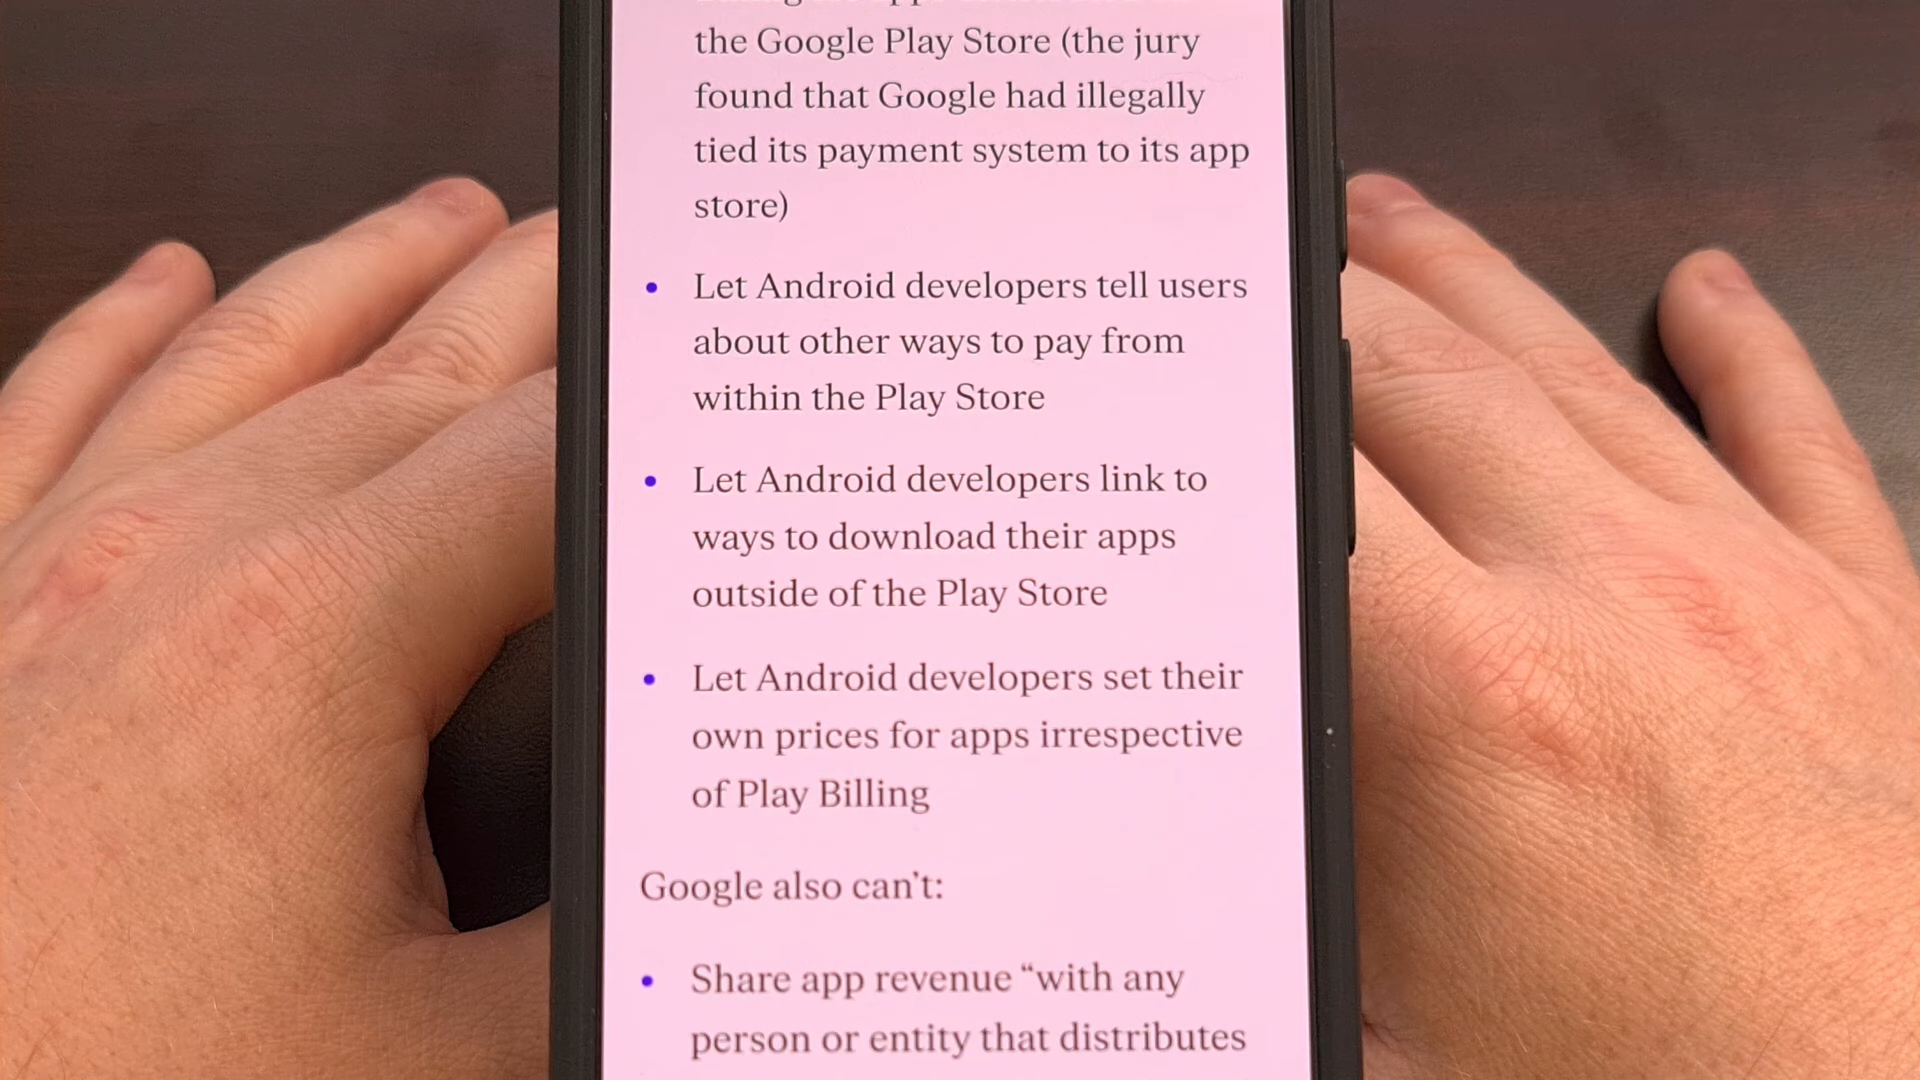 the Google Play Store (the jury
found that Google had illegally
tied its payment system to its app
store)
• Let Android developers tell users
about other ways to pay from
within the Play Store
• Let Android developers link to
ways to download their apps
outside of the Play Store
• Let Android developers set their
own prices for apps irrespective
of Play Billing
Google also can’t:
• Share app revenue “with any
person or entity that distributes